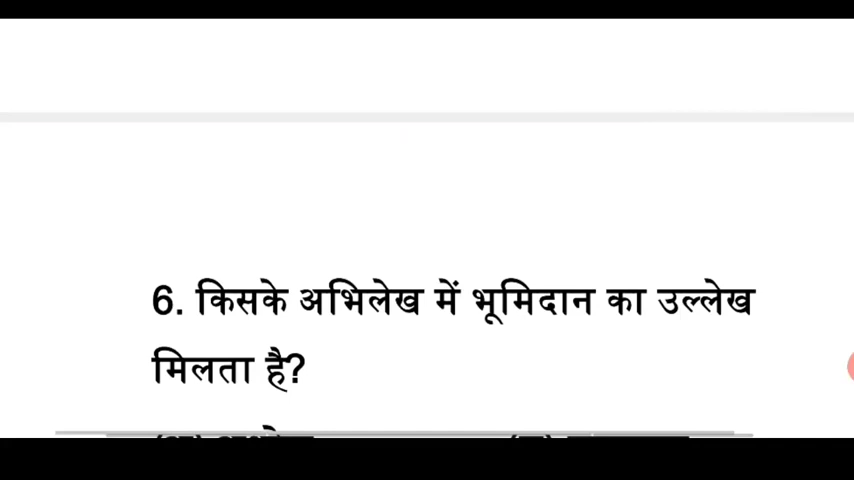 6. किसके अभिलेख में भूमिदान का उल्लेख
मिलता है?